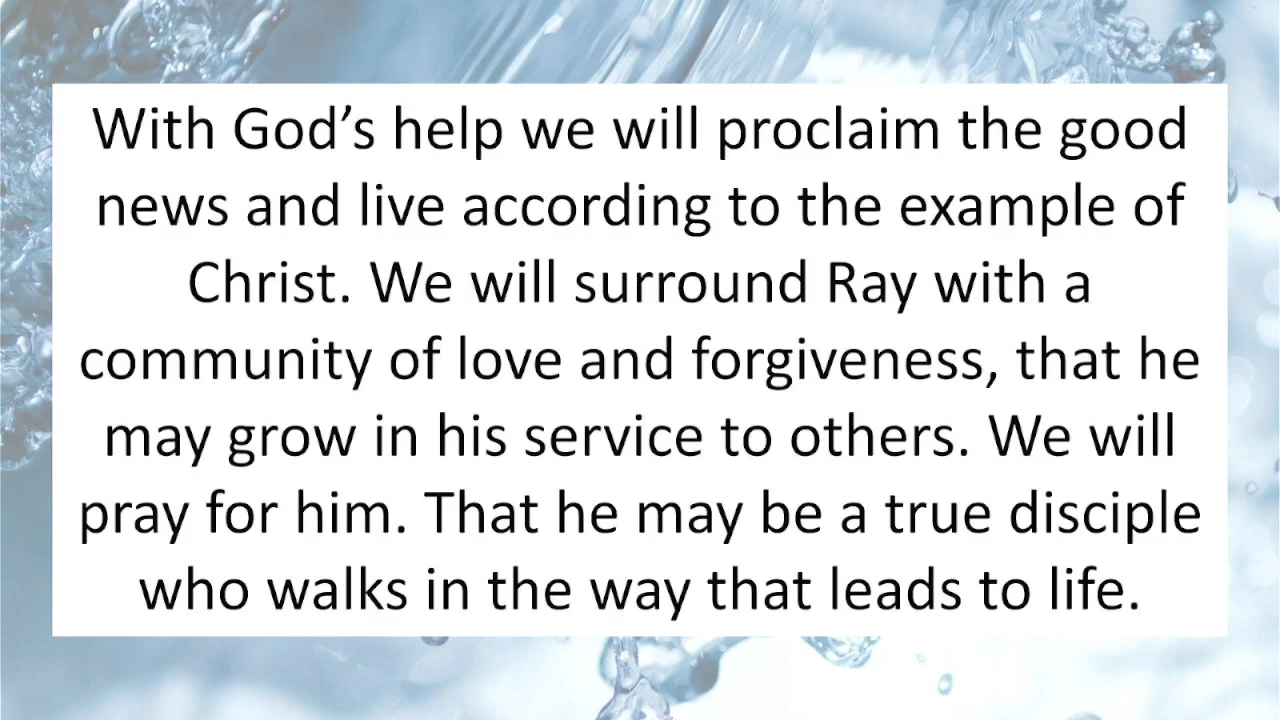 With God’s help we will proclaim the good
news and live according to the example of
Christ. We will surround Ray with a
community of love and forgiveness, that he
may grow in his service to others. We will
pray for him. That he may be a true disciple
who walks in the way that leads to life.